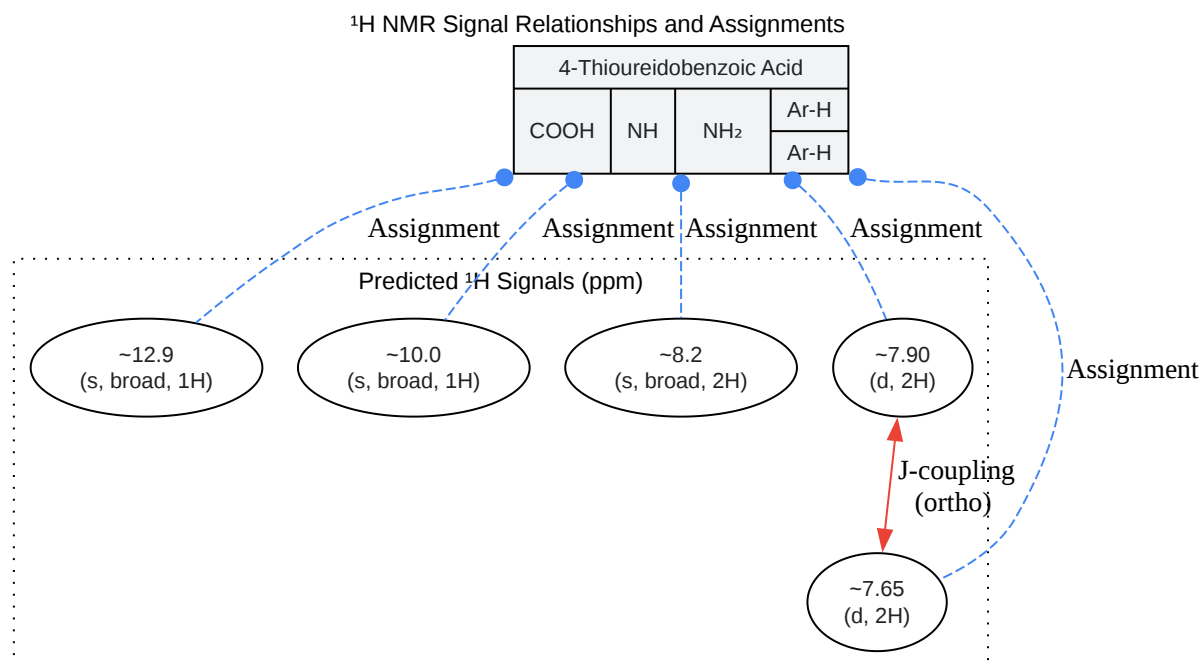 ¹H NMR Signal Relationships and Assignments
4-Thioureidobenzoic Acid
COOH
NH
NH₂
Ar-H
Ar-H
Assignment
Assignment
Assignment
Assignment
Predicted ¹H Signals (ppm)
~12.9
(s, broad, 1H)
~10.0
(s, broad, 1H)
~8.2
(s, broad, 2H)
~7.90
(d, 2H)
Assignment
J-coupling
(ortho)
~7.65
(d, 2H)